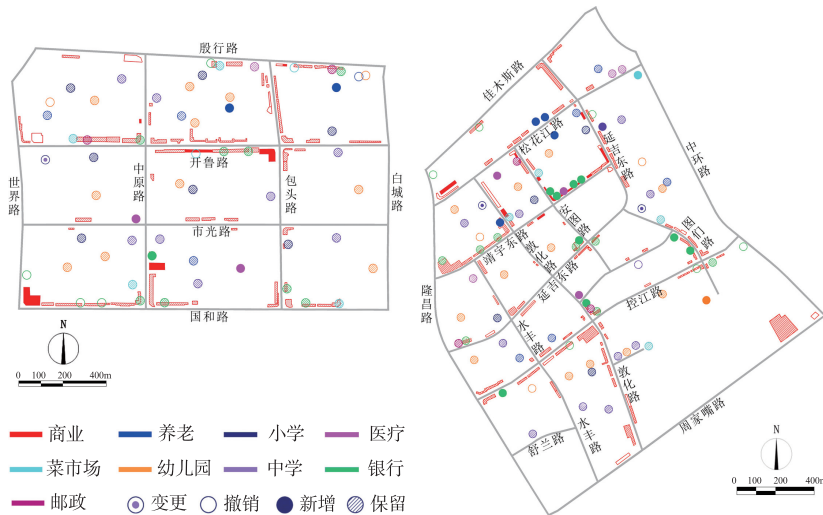 殷行路
开鲁路
市光路
国和路
世界路
中原路
包头路
白城路
N
0 100 200 400m
佳木斯路
松花江路
延吉东路
中环路
安图路
图们路
靖宇东路
敦化路
延吉东路
控江路
隆昌路
水丰路
敦化路
水丰路
舒兰路
周家嘴路
N
0 100 200 400m
商业 养老 小学 医疗
菜市场 幼儿园 中学 银行
邮政 变更 撤销 新增 保留